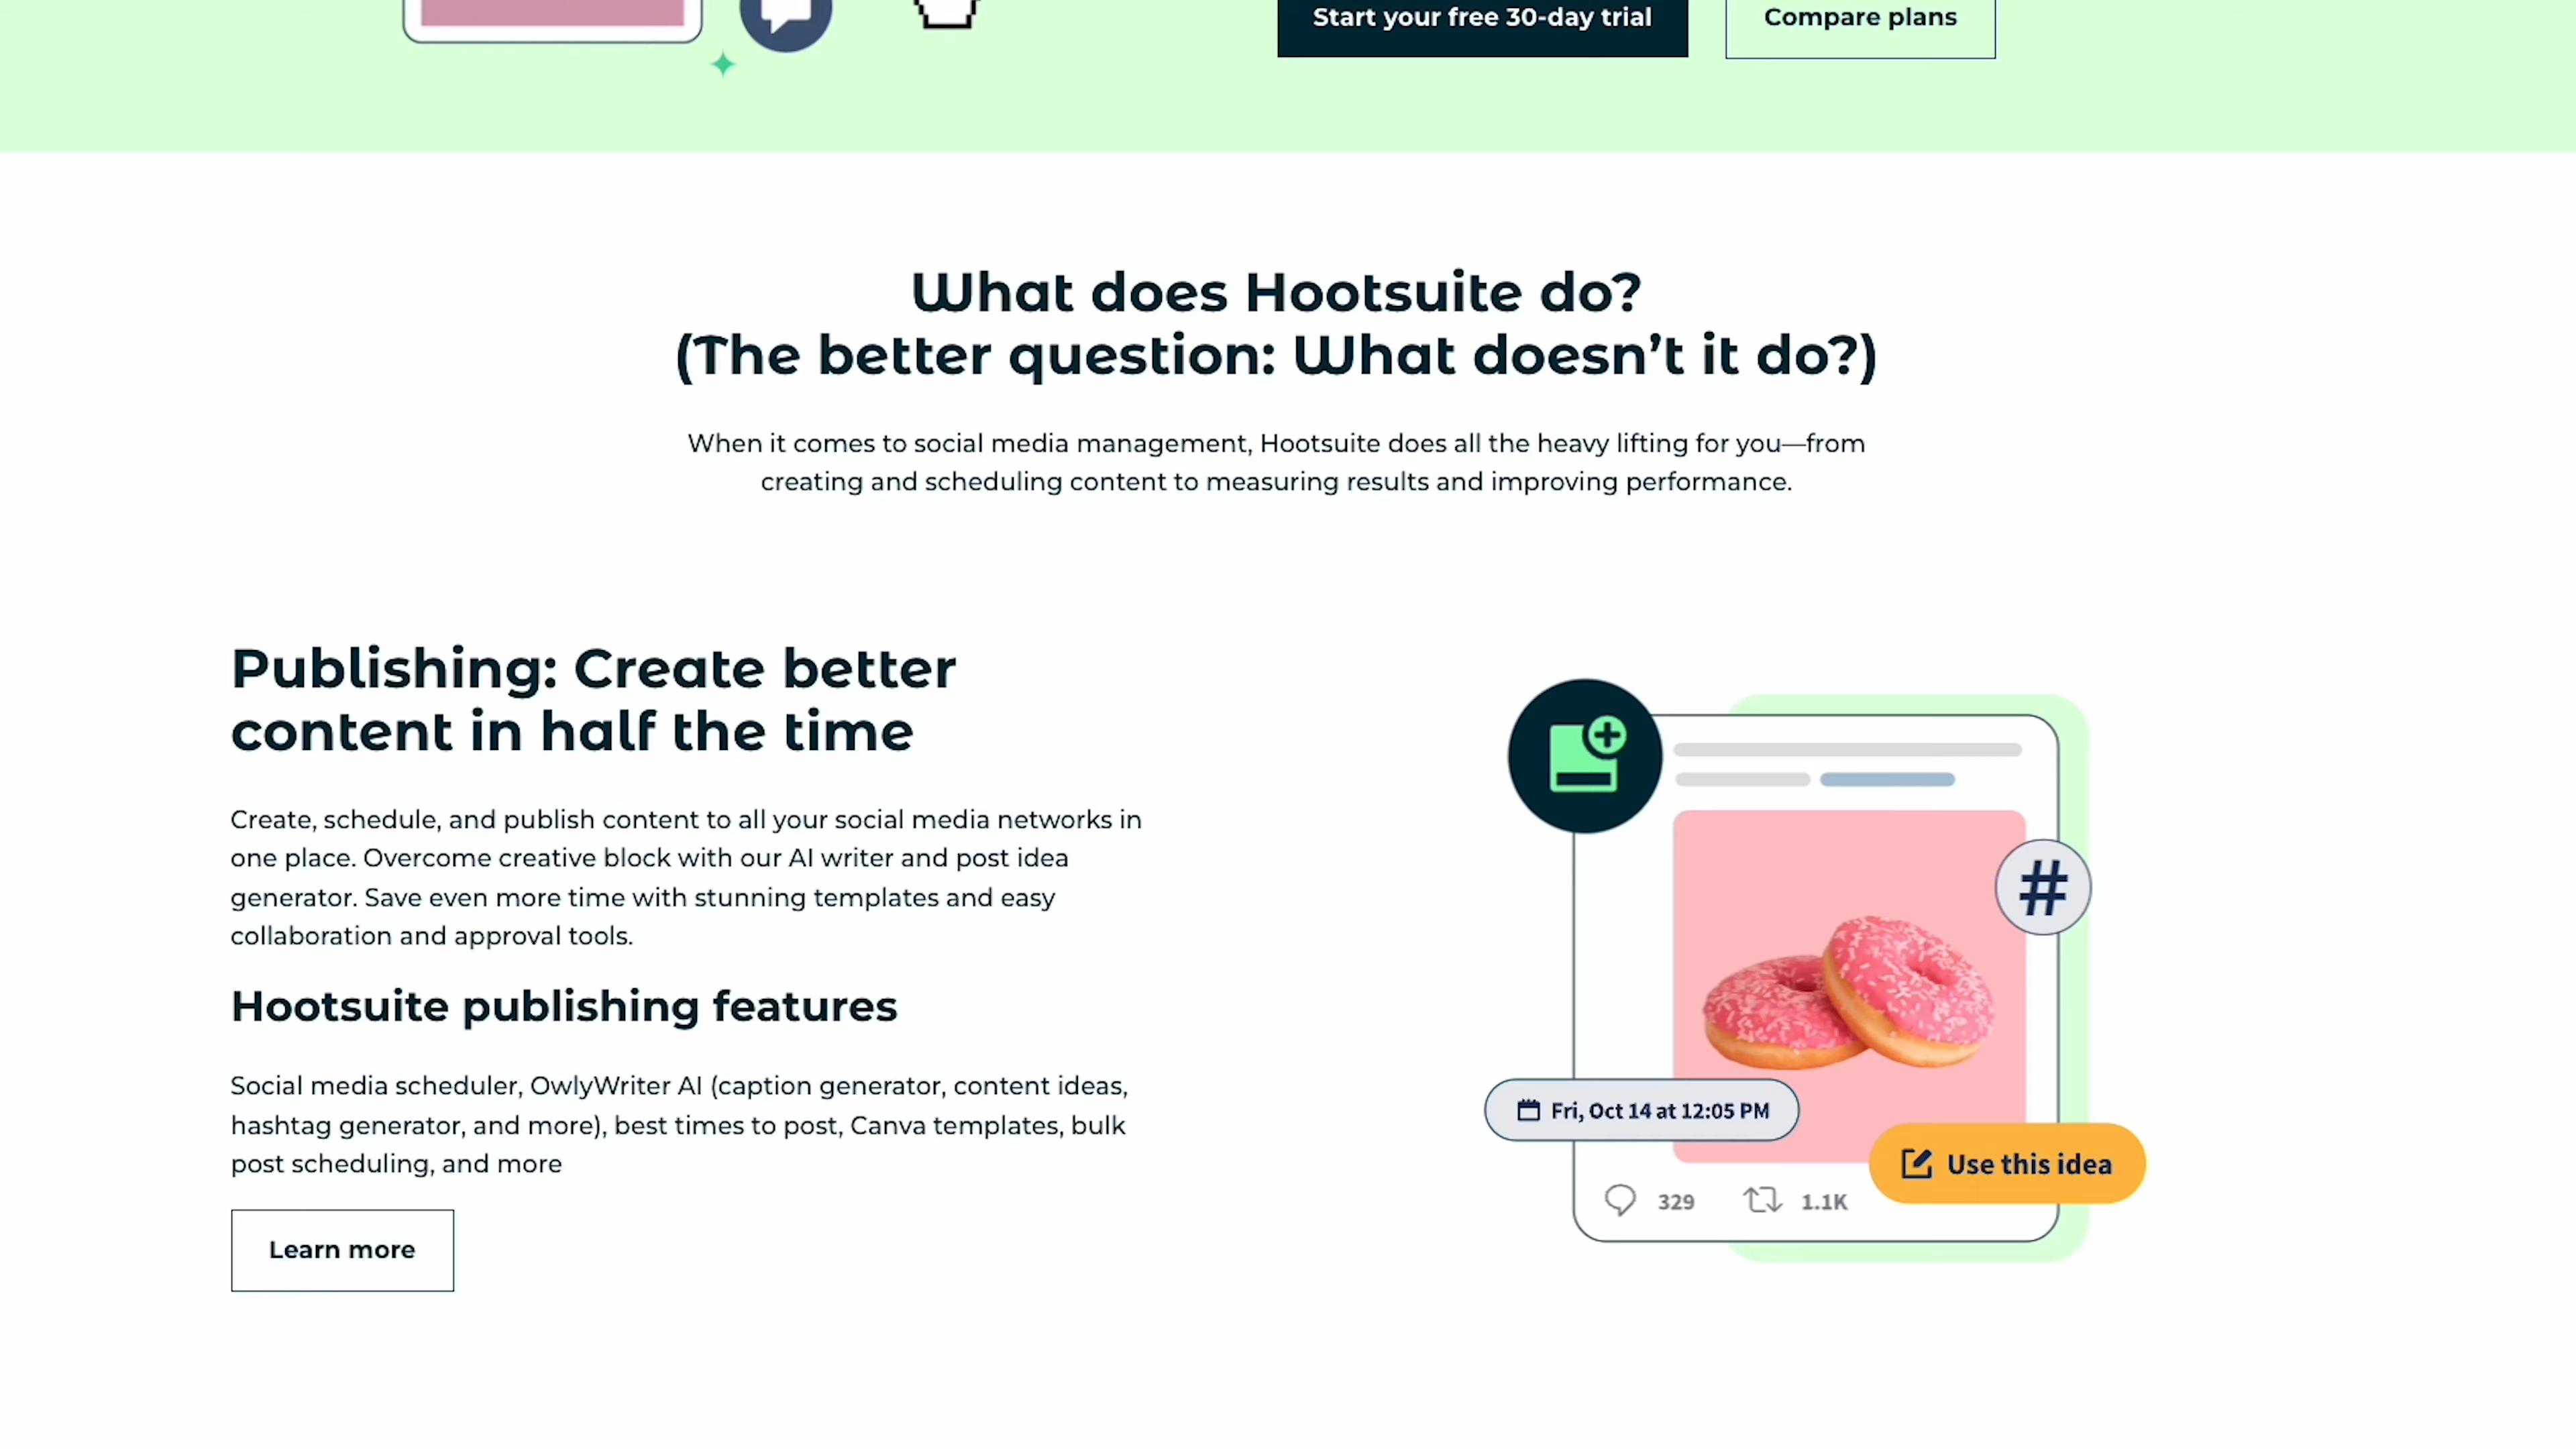 Start your free 30-day trial
Compare plans
What does Hootsuite do?
(The better question: What doesn’t it do?)
When it comes to social media management, Hootsuite does all the heavy lifting for you—from
creating and scheduling content to measuring results and improving performance.
Publishing: Create better
content in half the time
Create, schedule, and publish content to all your social media networks in
one place. Overcome creative block with our AI writer and post idea
generator. Save even more time with stunning templates and easy
collaboration and approval tools.
Hootsuite publishing features
Social media scheduler, OwlyWriter AI (caption generator, content ideas,
hashtag generator, and more), best times to post, Canva templates, bulk
post scheduling, and more
Learn more
#
Fri, Oct 14 at 12:05 PM
Use this idea
329
1.1K